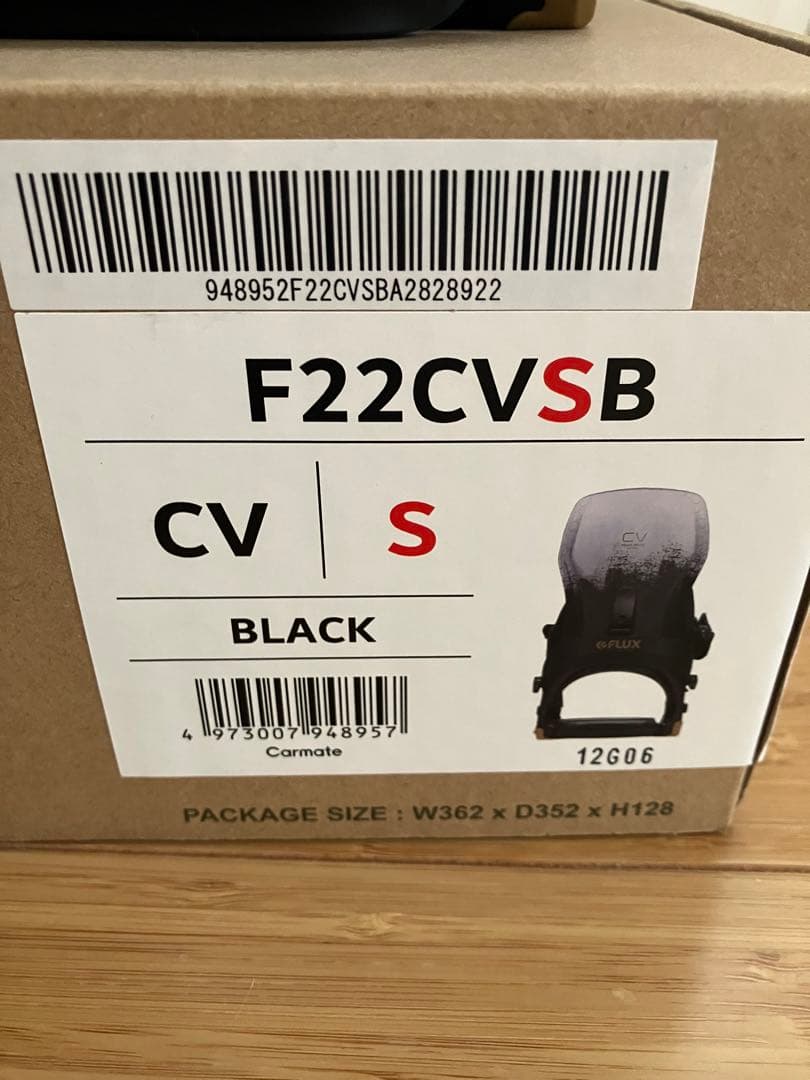 948952F22CVSBA2828922
F22CVSB
CV S
CV
BLACK
FLUX
4 973007 948957
Carmate
12G06
PACKAGE SIZE : W362 x D352 x H128